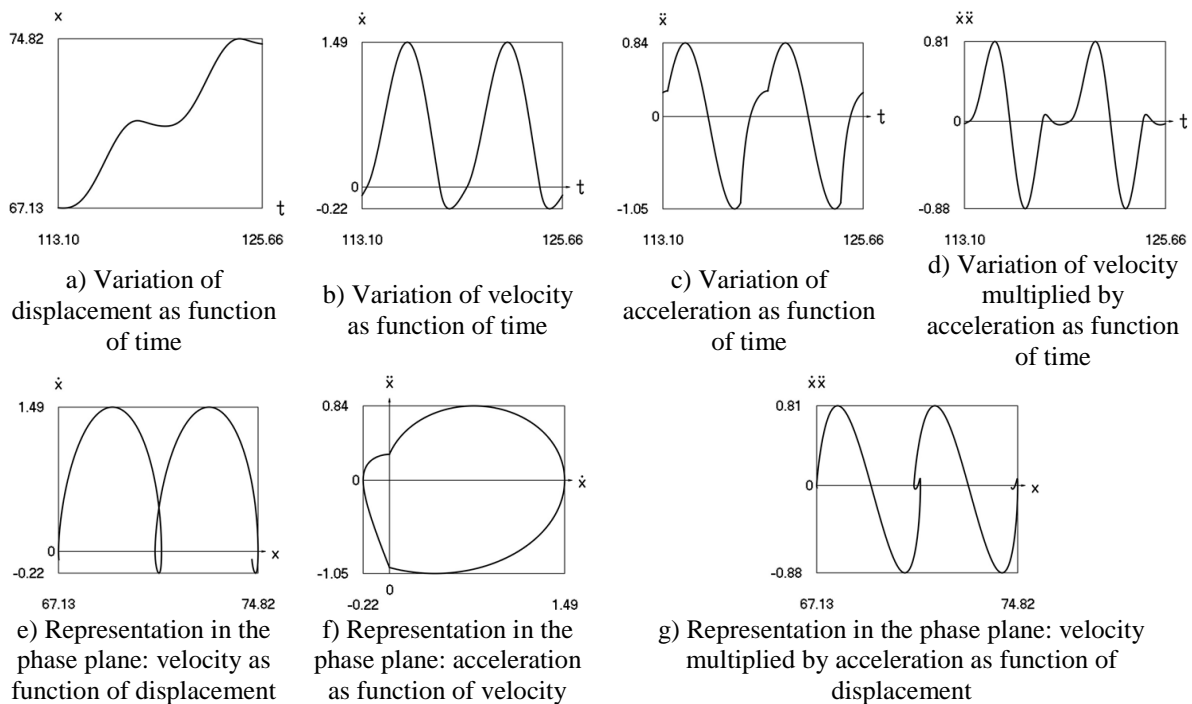 x
74.82
67.13
t
113.10
125.66
a) Variation of
displacement as function
of time
ẋ
1.49
0
-0.22
t
113.10
125.66
b) Variation of velocity
as function of time
ẍ
0.84
0
-1.05
t
113.10
125.66
c) Variation of
acceleration as function
of time
ẋẍ
0.81
0
-0.88
t
113.10
125.66
d) Variation of velocity
multiplied by
acceleration as function
of time
ẋ
1.49
0
-0.22
x
67.13
74.82
e) Representation in the
phase plane: velocity as
function of displacement
ẍ
0.84
0
-1.05
ẋ
0
-0.22
1.49
f) Representation in the
phase plane: acceleration
as function of velocity
ẋẍ
0.81
0
-0.88
x
67.13
74.82
g) Representation in the phase plane: velocity
multiplied by acceleration as function of
displacement